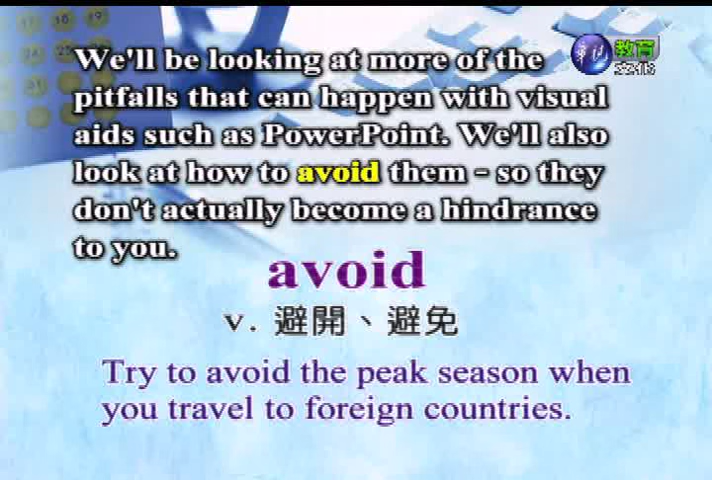 We'll be looking at more of the
pitfalls that can happen with visual
aids such as PowerPoint. We'll also
look at how to avoid them - so they
don't actually become a hindrance
to you.
華視
教育
avoid
v. 避開、避免
Try to avoid the peak season when
you travel to foreign countries.